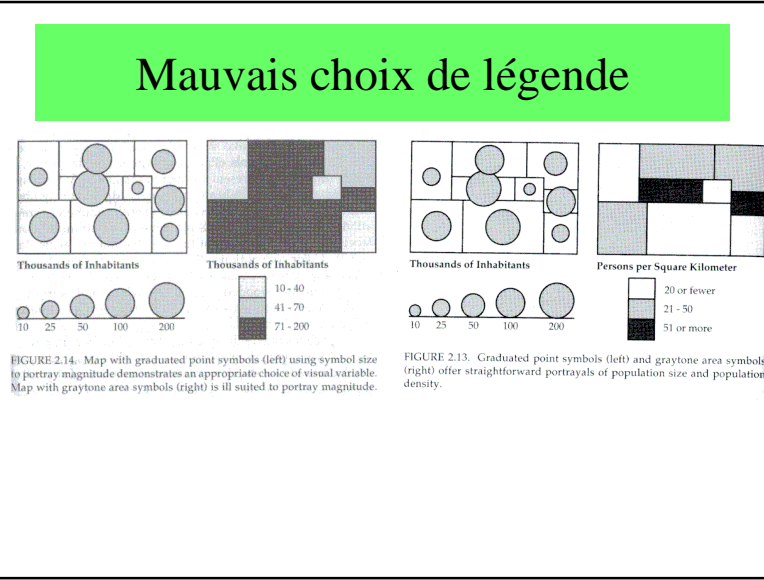 Mauvais choix de légende
Thousands of Inhabitants
10 25 50 100 200
Thousands of Inhabitants
10 - 40
41 - 70
71 - 200
FIGURE 2.14. Map with graduated point symbols (left) using symbol size
to portray magnitude demonstrates an appropriate choice of visual variable.
Map with graytone area symbols (right) is ill suited to portray magnitude.
Thousands of Inhabitants
10 25 50 100 200
Persons per Square Kilometer
20 or fewer
21 - 50
51 or more
FIGURE 2.13. Graduated point symbols (left) and graytone area symbols
(right) offer straightforward portrayals of population size and population
density.